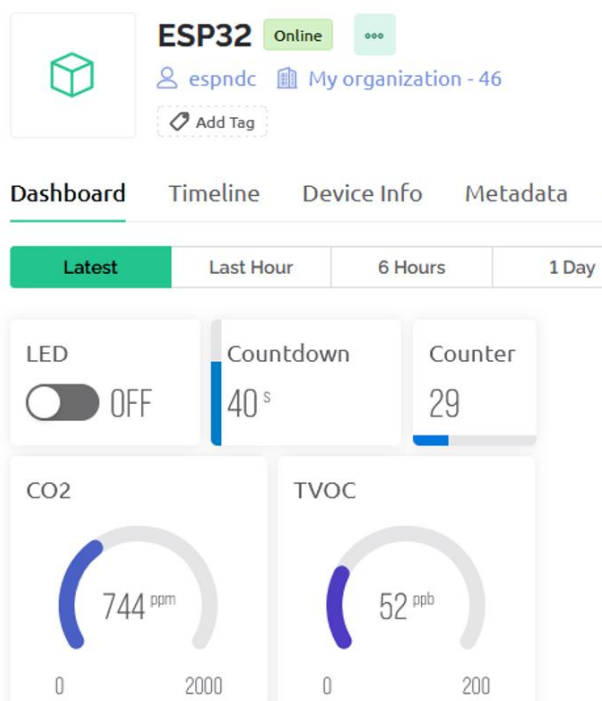 ESP32 Online
espndc My organization - 46
Add Tag
Dashboard Timeline Device Info Metadata
Latest Last Hour 6 Hours 1 Day
LED Countdown Counter
OFF 40 s 29
CO2 TVOC
744 ppm 52 ppb
0 2000 0 200